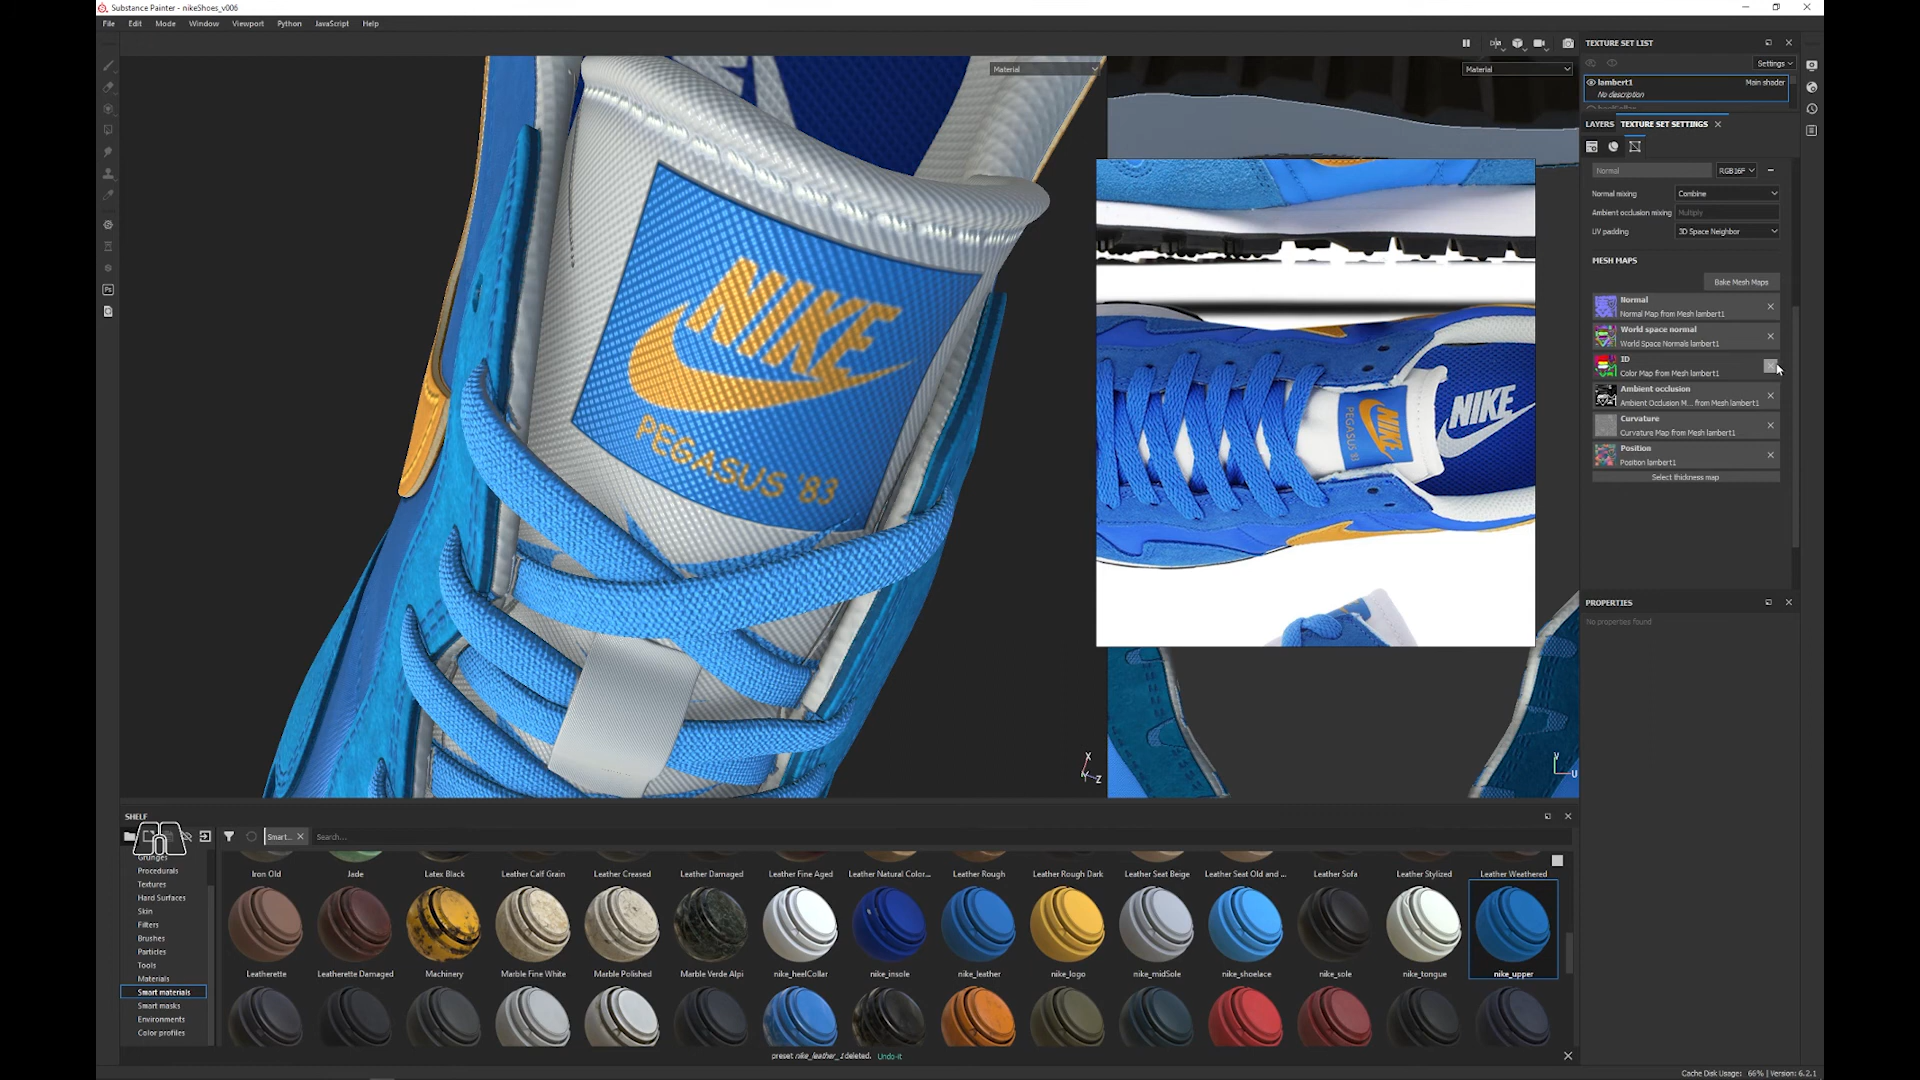 Substance Painter - nikeShoes_v006
File Edit Mode Window Viewport Python JavaScript Help
Material
Material
NIKE
PEGASUS '83
NIKE
PEGASUS '83
NIKE
X
Y Z
V
U
TEXTURE SET LIST
Settings
lambert1 Main shader
No description
LAYERS TEXTURE SET SETTINGS
Normal RGB16F
Normal mixing Combine
Ambient occlusion mixing Multiply
UV padding 3D Space Neighbor
MESH MAPS
Bake Mesh Maps
Normal
Normal Map from Mesh lambert1
World space normal
World Space Normals lambert1
ID
Color Map from Mesh lambert1
Ambient occlusion
Ambient Occlusion M... from Mesh lambert1
Curvature
Curvature Map from Mesh lambert1
Position
Position lambert1
Select thickness map
PROPERTIES
No properties found
Ps
SHELF
Smart... Search...
Grunges
Procedurals
Textures
Hard Surfaces
Skin
Filters
Brushes
Particles
Tools
Materials
Smart materials
Smart masks
Environments
Color profiles
Iron Old Jade Latex Black Leather Calf Grain Leather Creased Leather Damaged Leather Fine Aged Leather Natural Color... Leather Rough Leather Rough Dark Leather Seat Beige Leather Seat Old and ... Leather Sofa Leather Stylized Leather Weathered
Leatherette Leatherette Damaged Machinery Marble Fine White Marble Polished Marble Verde Alpi nike_heelCollar nike_insole nike_leather nike_logo nike_midSole nike_shoelace nike_sole nike_tongue nike_upper
preset nike_leather_1 deleted. Undo-it
Cache Disk Usage: 66% | Version: 6.2.1